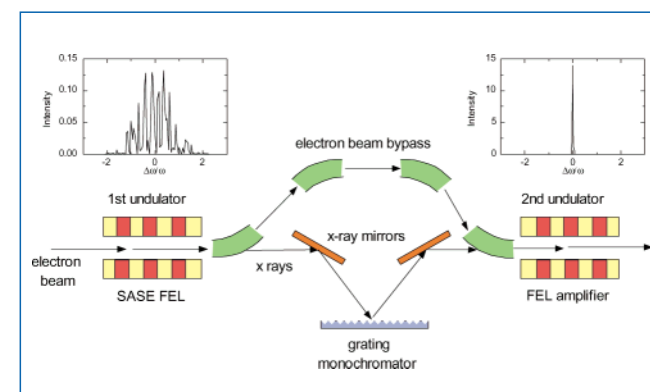 0.15
0.10
0.05
0.00
Intensity
-2
0
2
Δω/ω
15
10
5
0
Intensity
-2
0
2
Δω/ω
electron beam bypass
1st undulator
2nd undulator
x-ray mirrors
electron
beam
x rays
SASE FEL
FEL amplifier
grating
monochromator